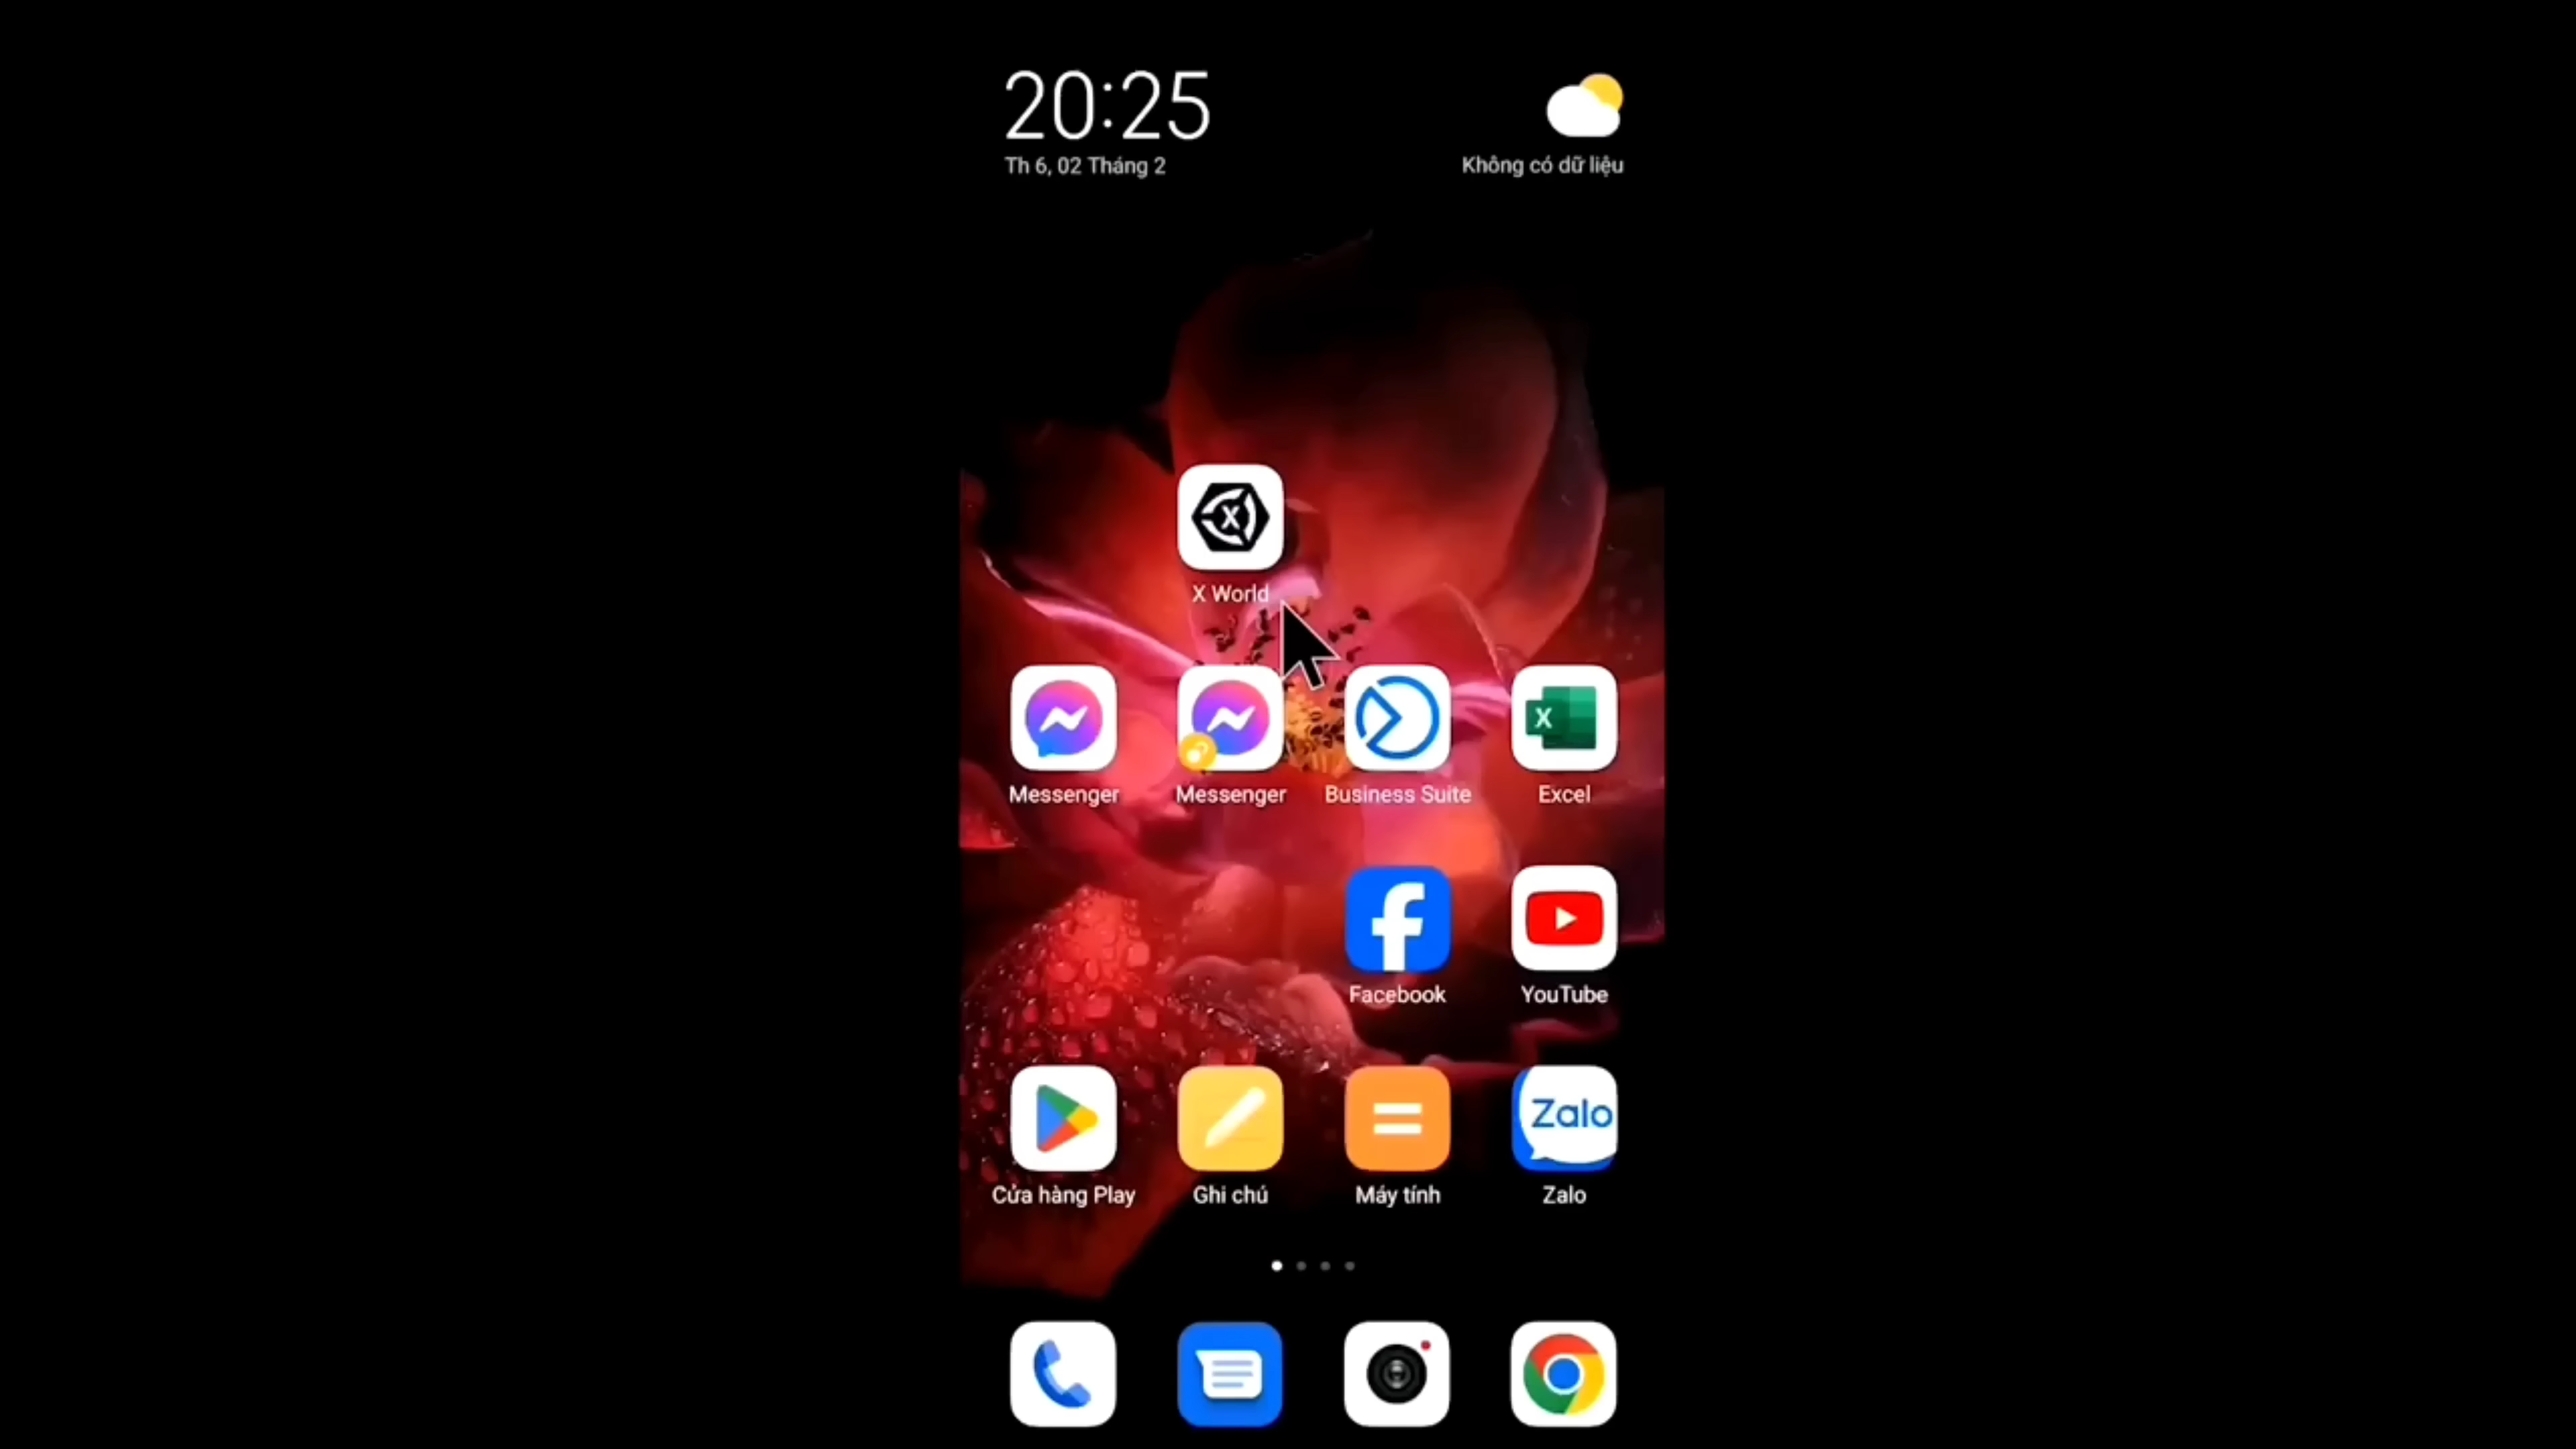 20:25
Th 6, 02 Tháng 2
Không có dữ liệu
X
X World
X
Messenger
Messenger
Business Suite
Excel
Facebook
YouTube
Zalo
Cửa hàng Play
Ghi chú
Máy tính
Zalo